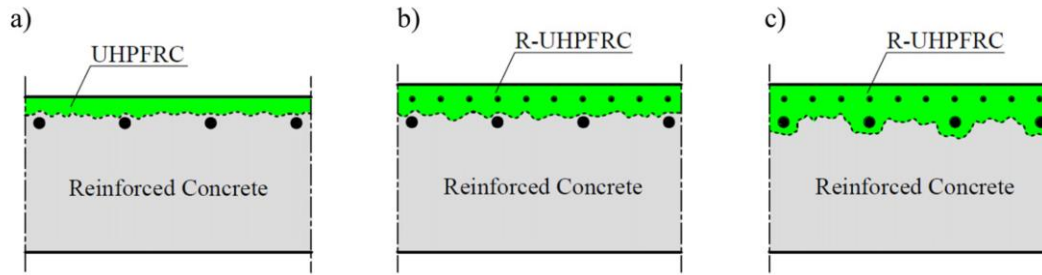 a)
UHPFRC
Reinforced Concrete
b)
R-UHPFRC
Reinforced Concrete
c)
R-UHPFRC
Reinforced Concrete